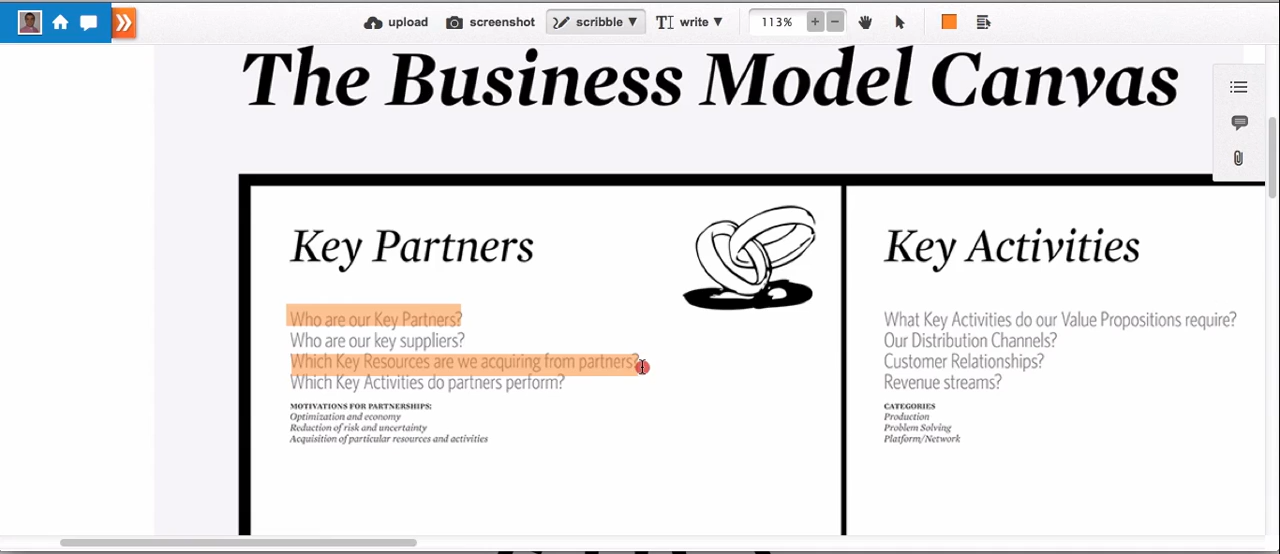 upload
screenshot
scribble
write
113%
The Business Model Canvas
Key Partners
Who are our Key Partners?
Who are our key suppliers?
Which Key Resources are we acquiring from partners?
Which Key Activities do partners perform?
MOTIVATIONS FOR PARTNERSHIPS:
Optimization and economy
Reduction of risk and uncertainty
Acquisition of particular resources and activities
Key Activities
What Key Activities do our Value Propositions require?
Our Distribution Channels?
Customer Relationships?
Revenue streams?
CATEGORIES
Production
Problem Solving
Platform/Network